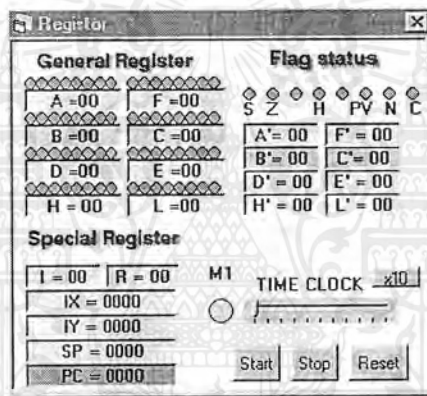 Registor
General Register
A =00 F =00
B =00 C =00
D =00 E =00
H =00 L =00
Flag status
S Z H PV N C
A'= 00 F' = 00
B'= 00 C'= 00
D' = 00 E' = 00
H' = 00 L' = 00
Special Register
I = 00 R = 00
IX = 0000
IY = 0000
SP = 0000
PC = 0000
M1
TIME CLOCK x10
Start Stop Reset